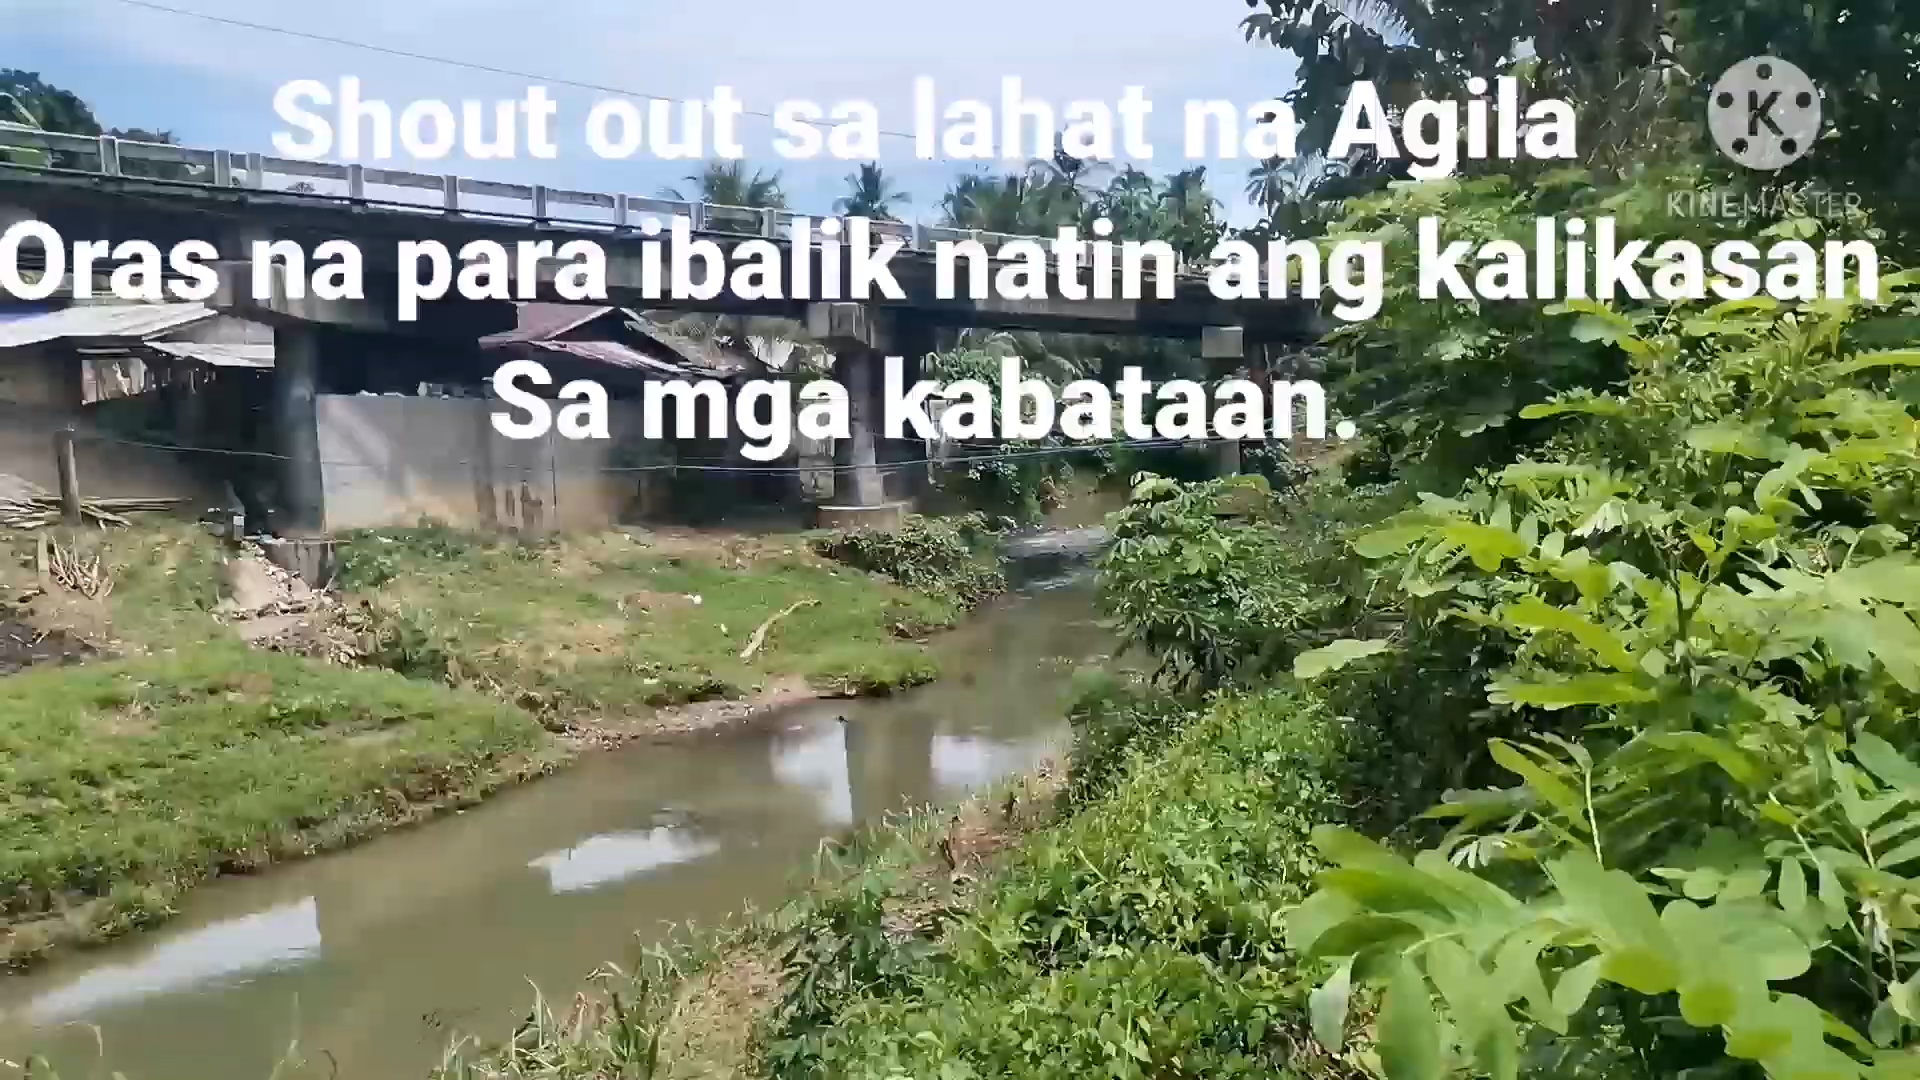 Shout out sa lahat na Agila
Oras na para ibalik natin ang kalikasan
Sa mga kabataan.
K
KINEMASTER